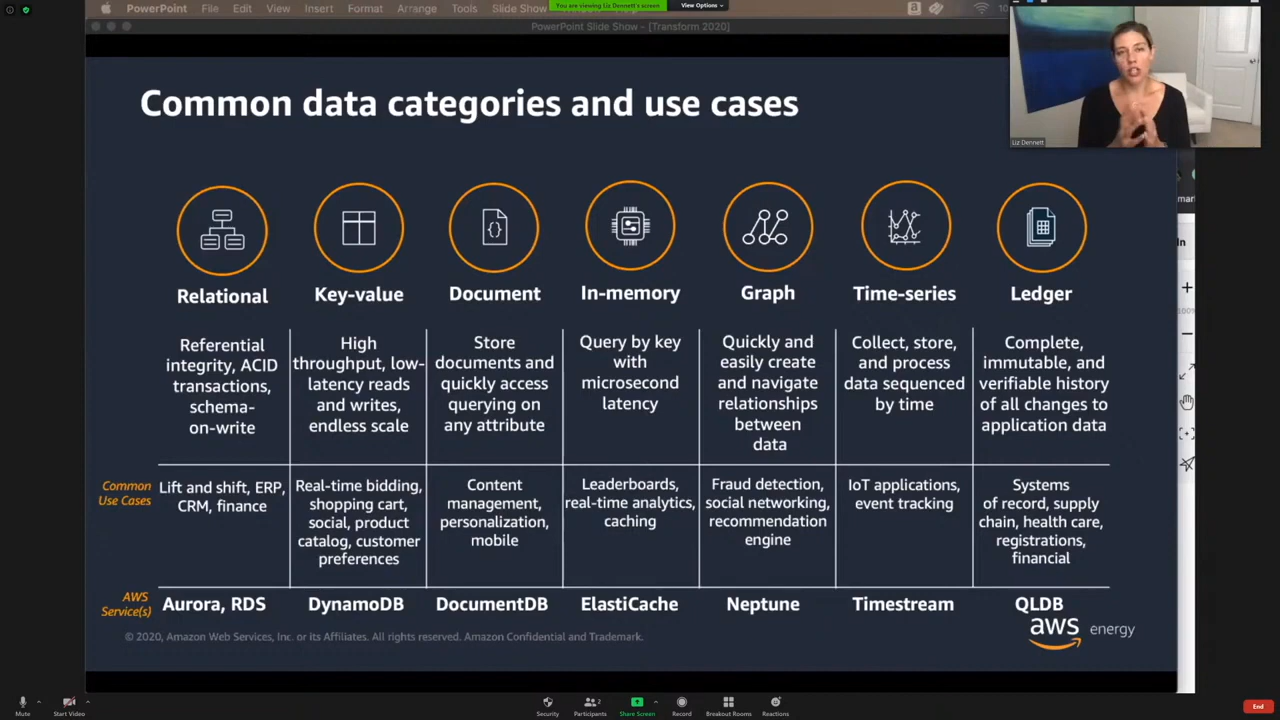 PowerPoint File Edit View Insert Format Arrange Tools Slide Show
You are viewing Liz Dennett's screen
View Options
PowerPoint Slide Show - [Transform 2020]
Liz Dennett
Common data categories and use cases
Relational
Key-value
Document
In-memory
Graph
Time-series
Ledger
Referential
integrity, ACID
transactions,
schema-
on-write
High
throughput, low-
latency reads
and writes,
endless scale
Store
documents and
quickly access
querying on
any attribute
Query by key
with
microsecond
latency
Quickly and
easily create
and navigate
relationships
between
data
Collect, store,
and process
data sequenced
by time
Complete,
immutable, and
verifiable history
of all changes to
application data
Common
Use Cases
Lift and shift, ERP,
CRM, finance
Real-time bidding,
shopping cart,
social, product
catalog, customer
preferences
Content
management,
personalization,
mobile
Leaderboards,
real-time analytics,
caching
Fraud detection,
social networking,
recommendation
engine
IoT applications,
event tracking
Systems
of record, supply
chain, health care,
registrations,
financial
AWS
Service(s)
Aurora, RDS
DynamoDB
DocumentDB
ElastiCache
Neptune
Timestream
QLDB
© 2020, Amazon Web Services, Inc. or its Affiliates. All rights reserved. Amazon Confidential and Trademark.
aws energy
Mute
Start Video
Security
Participants
2
Share Screen
Record
Breakout Rooms
Reactions
End